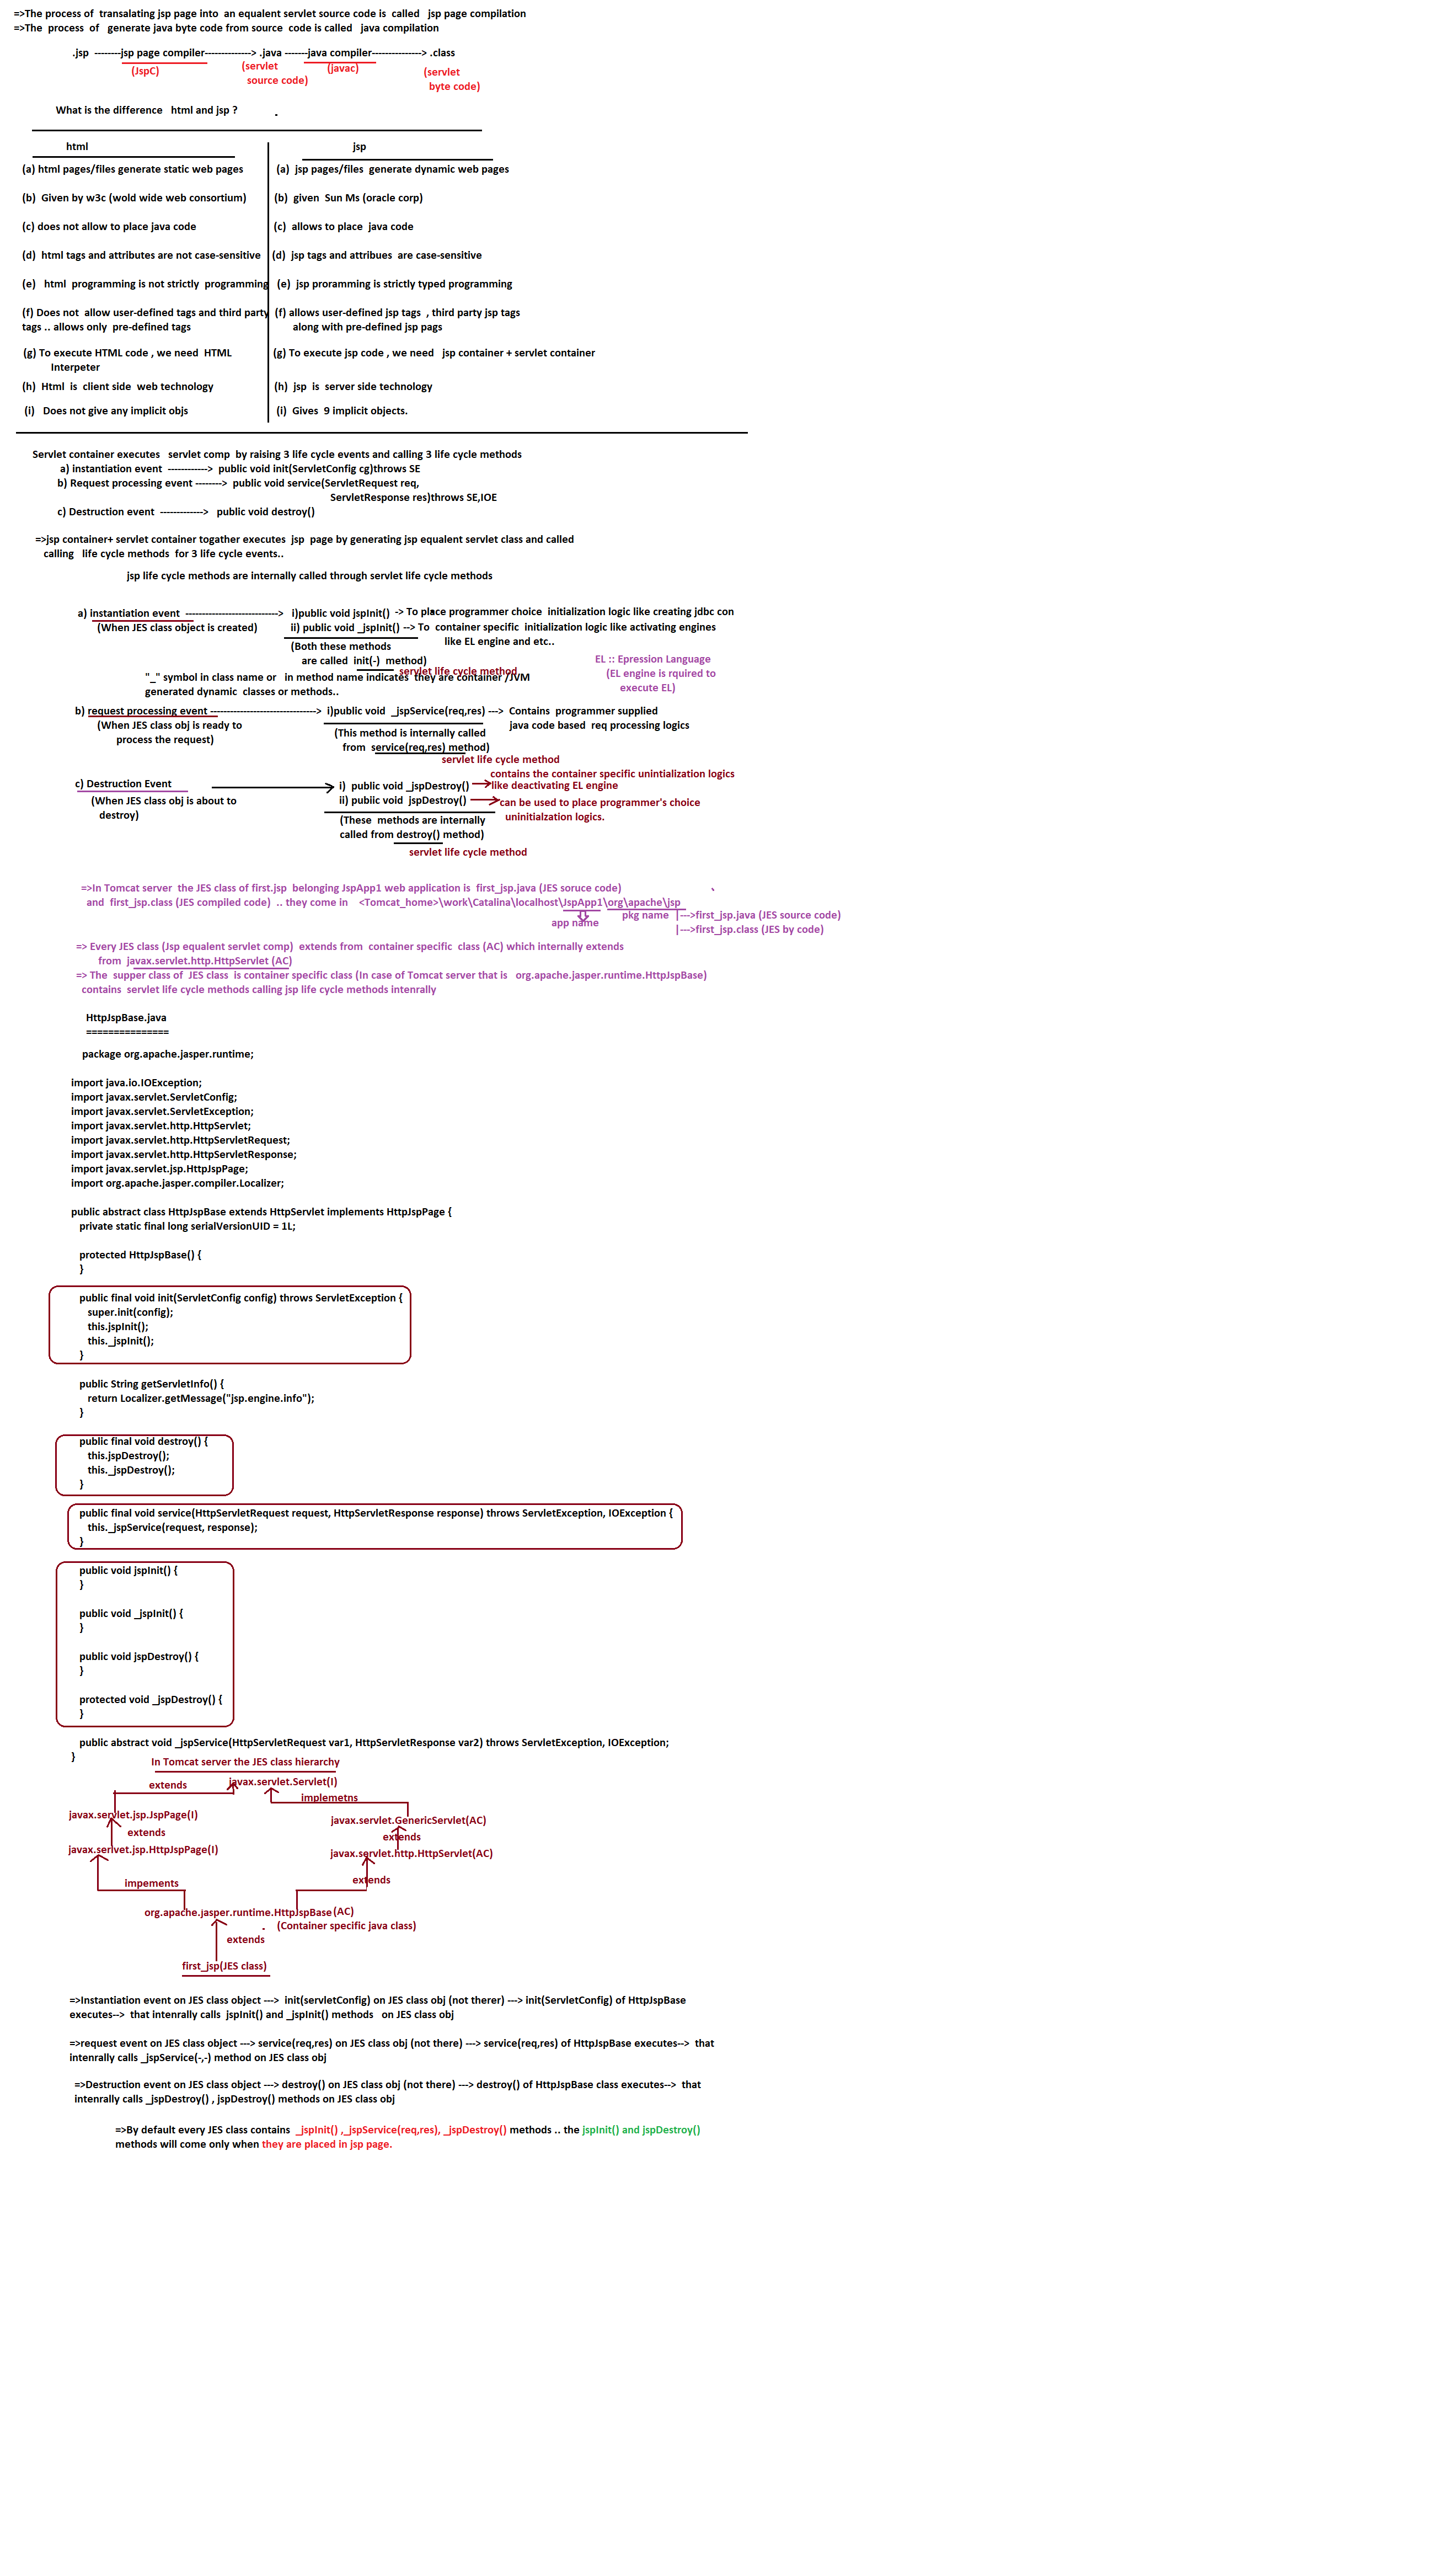 =>The process of  transalating jsp page into  an equalent servlet source code is  called   jsp page compilation
=>The  process  of   generate java byte code from source  code is called   java compilation
.jsp  --------jsp page compiler--------------> .java -------java compiler---------------> .class
(JspC)
(servlet
source code)
(javac)
(servlet
byte code)
What is the difference   html and jsp ?
html
jsp
(a) html pages/files generate static web pages
(a)  jsp pages/files  generate dynamic web pages
(b)  Given by w3c (wold wide web consortium)
(b)  given  Sun Ms (oracle corp)
(c) does not allow to place java code
(c)  allows to place  java code
(d)  html tags and attributes are not case-sensitive
(d)  jsp tags and attribues  are case-sensitive
(e)   html  programming is not strictly  programming
(e)  jsp proramming is strictly typed programming
(f) Does not  allow user-defined tags and third party
tags .. allows only  pre-defined tags
(f) allows user-defined jsp tags  , third party jsp tags
along with pre-defined jsp pags
(g) To execute HTML code , we need  HTML
Interpeter
(g) To execute jsp code , we need   jsp container + servlet container
(h)  Html  is  client side  web technology
(h)  jsp  is  server side technology
(i)   Does not give any implicit objs
(i)  Gives  9 implicit objects.
Servlet container executes   servlet comp  by raising 3 life cycle events and calling 3 life cycle methods
a) instantiation event  ------------>  public void init(ServletConfig cg)throws SE
b) Request processing event -------->  public void service(ServletRequest req,
ServletResponse res)throws SE,IOE
c) Destruction event  ------------->   public void destroy()
=>jsp container+ servlet container togather executes  jsp  page by generating jsp equalent servlet class and called
calling   life cycle methods  for 3 life cycle events..
jsp life cycle methods are internally called through servlet life cycle methods
a) instantiation event  ---------------------------->   i)public void jspInit()  -> To place programmer choice  initialization logic like creating jdbc con
(When JES class object is created)
ii) public void _jspInit() --> To  container specific  initialization logic like activating engines
like EL engine and etc..
(Both these methods
are called  init(-)  method)
servlet life cycle method
EL :: Epression Language
(EL engine is rquired to
execute EL)
"_" symbol in class name or   in method name indicates  they are container /JVM
generated dynamic  classes or methods..
b) request processing event -------------------------------->  i)public void  _jspService(req,res) --->  Contains  programmer supplied
java code based  req processing logics
(When JES class obj is ready to
process the request)
(This method is internally called
from  service(req,res) method)
servlet life cycle method
c) Destruction Event
(When JES class obj is about to
destroy)
i)  public void _jspDestroy()
contains the container specific unintialization logics
like deactivating EL engine
ii) pubiic void  jspDestroy()
can be used to place programmer's choice
uninitialzation logics.
(These  methods are internally
called from destroy() method)
servlet life cycle method
=>In Tomcat server  the JES class of first.jsp  belonging JspApp1 web application is  first_jsp.java (JES soruce code)
and  first_jsp.class (JES compiled code)  .. they come in    <Tomcat_home>\work\Catalina\localhost\JspApp1\org\apache\jsp
app name
pkg name  |--->first_jsp.java (JES source code)
|--->first_jsp.class (JES by code)
=> Every JES class (Jsp equalent servlet comp)  extends from  container specific  class (AC) which internally extends
from  javax.servlet.http.HttpServlet (AC)
=> The  supper class of  JES class  is container specific class (In case of Tomcat server that is   org.apache.jasper.runtime.HttpJspBase)
contains  servlet life cycle methods calling jsp life cycle methods intenrally
HttpJspBase.java
===============
package org.apache.jasper.runtime;
import java.io.IOException;
import javax.servlet.ServletConfig;
import javax.servlet.ServletException;
import javax.servlet.http.HttpServlet;
import javax.servlet.http.HttpServletRequest;
import javax.servlet.http.HttpServletResponse;
import javax.servlet.jsp.HttpJspPage;
import org.apache.jasper.compiler.Localizer;
public abstract class HttpJspBase extends HttpServlet implements HttpJspPage {
private static final long serialVersionUID = 1L;
protected HttpJspBase() {
}
public final void init(ServletConfig config) throws ServletException {
super.init(config);
this.jspInit();
this._jspInit();
}
public String getServletInfo() {
return Localizer.getMessage("jsp.engine.info");
}
public final void destroy() {
this.jspDestroy();
this._jspDestroy();
}
public final void service(HttpServletRequest request, HttpServletResponse response) throws ServletException, IOException {
this._jspService(request, response);
}
public void jspInit() {
}
public void _jspInit() {
}
public void jspDestroy() {
}
protected void _jspDestroy() {
}
public abstract void _jspService(HttpServletRequest var1, HttpServletResponse var2) throws ServletException, IOException;
}
In Tomcat server the JES class hierarchy
javax.servlet.Servlet(I)
extends
implemetns
javax.servlet.jsp.JspPage(I)
javax.servlet.GenericServlet(AC)
extends
extends
javax.serivet.jsp.HttpJspPage(I)
javax.servlet.http.HttpServlet(AC)
impements
extends
org.apache.jasper.runtime.HttpJspBase (AC)
(Container specific java class)
extends
first_jsp(JES class)
=>Instantiation event on JES class object --->  init(servletConfig) on JES class obj (not therer) ---> init(ServletConfig) of HttpJspBase
executes-->  that intenrally calls  jspInit() and _jspInit() methods   on JES class obj
=>request event on JES class object ---> service(req,res) on JES class obj (not there) ---> service(req,res) of HttpJspBase executes-->  that
intenrally calls _jspService(-,-) method on JES class obj
=>Destruction event on JES class object ---> destroy() on JES class obj (not there) ---> destroy() of HttpJspBase class executes-->  that
intenrally calls _jspDestroy() , jspDestroy() methods on JES class obj
=>By default every JES class contains  _jspInit() ,_jspService(req,res), _jspDestroy() methods .. the jspInit() and jspDestroy()
methods will come only when they are placed in jsp page.